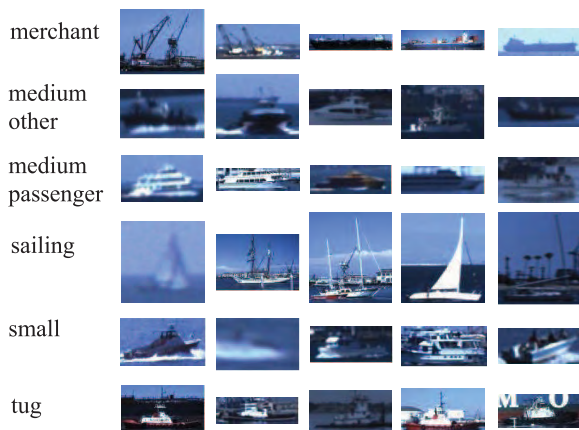 merchant
medium
other
medium
passenger
sailing
small
tug
M O